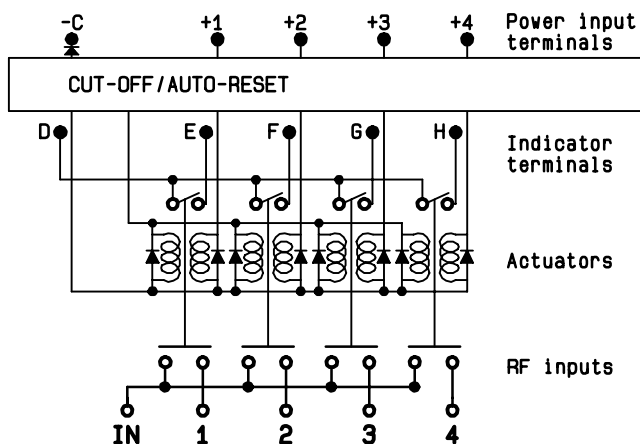 -C +1 +2 +3 +4 Power input
terminals
CUT-OFF/AUTO-RESET
D E F G H Indicator
terminals
Actuators
RF inputs
IN 1 2 3 4